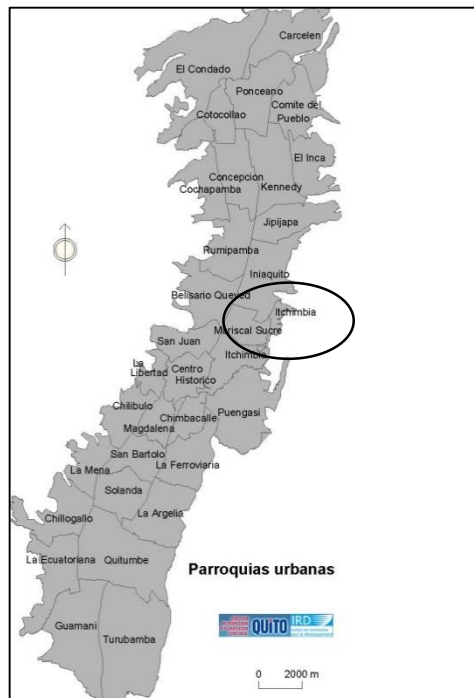 Carcelen
El Condado
Ponceano
Comite del
Pueblo
Cotocollao
El Inca
Concepcion
Cochapamba
Kennedy
Jipijapa
Rumipamba
Iniaquito
Belisario Queved
Itchimbia
Mariscal Sucre
San Juan
Itchimbia
La
Libertad
Centro
Historico
Chilibulo
Chimbacalle
Puengasi
Magdalena
San Bartolo
La Ferroviaria
La Mena
Solanda
La Argelia
Chillogallo
La Ecuatoriana
Quitumbe
Parroquias urbanas
Guamani
Turubamba
QUITO
IRD
0 2000 m